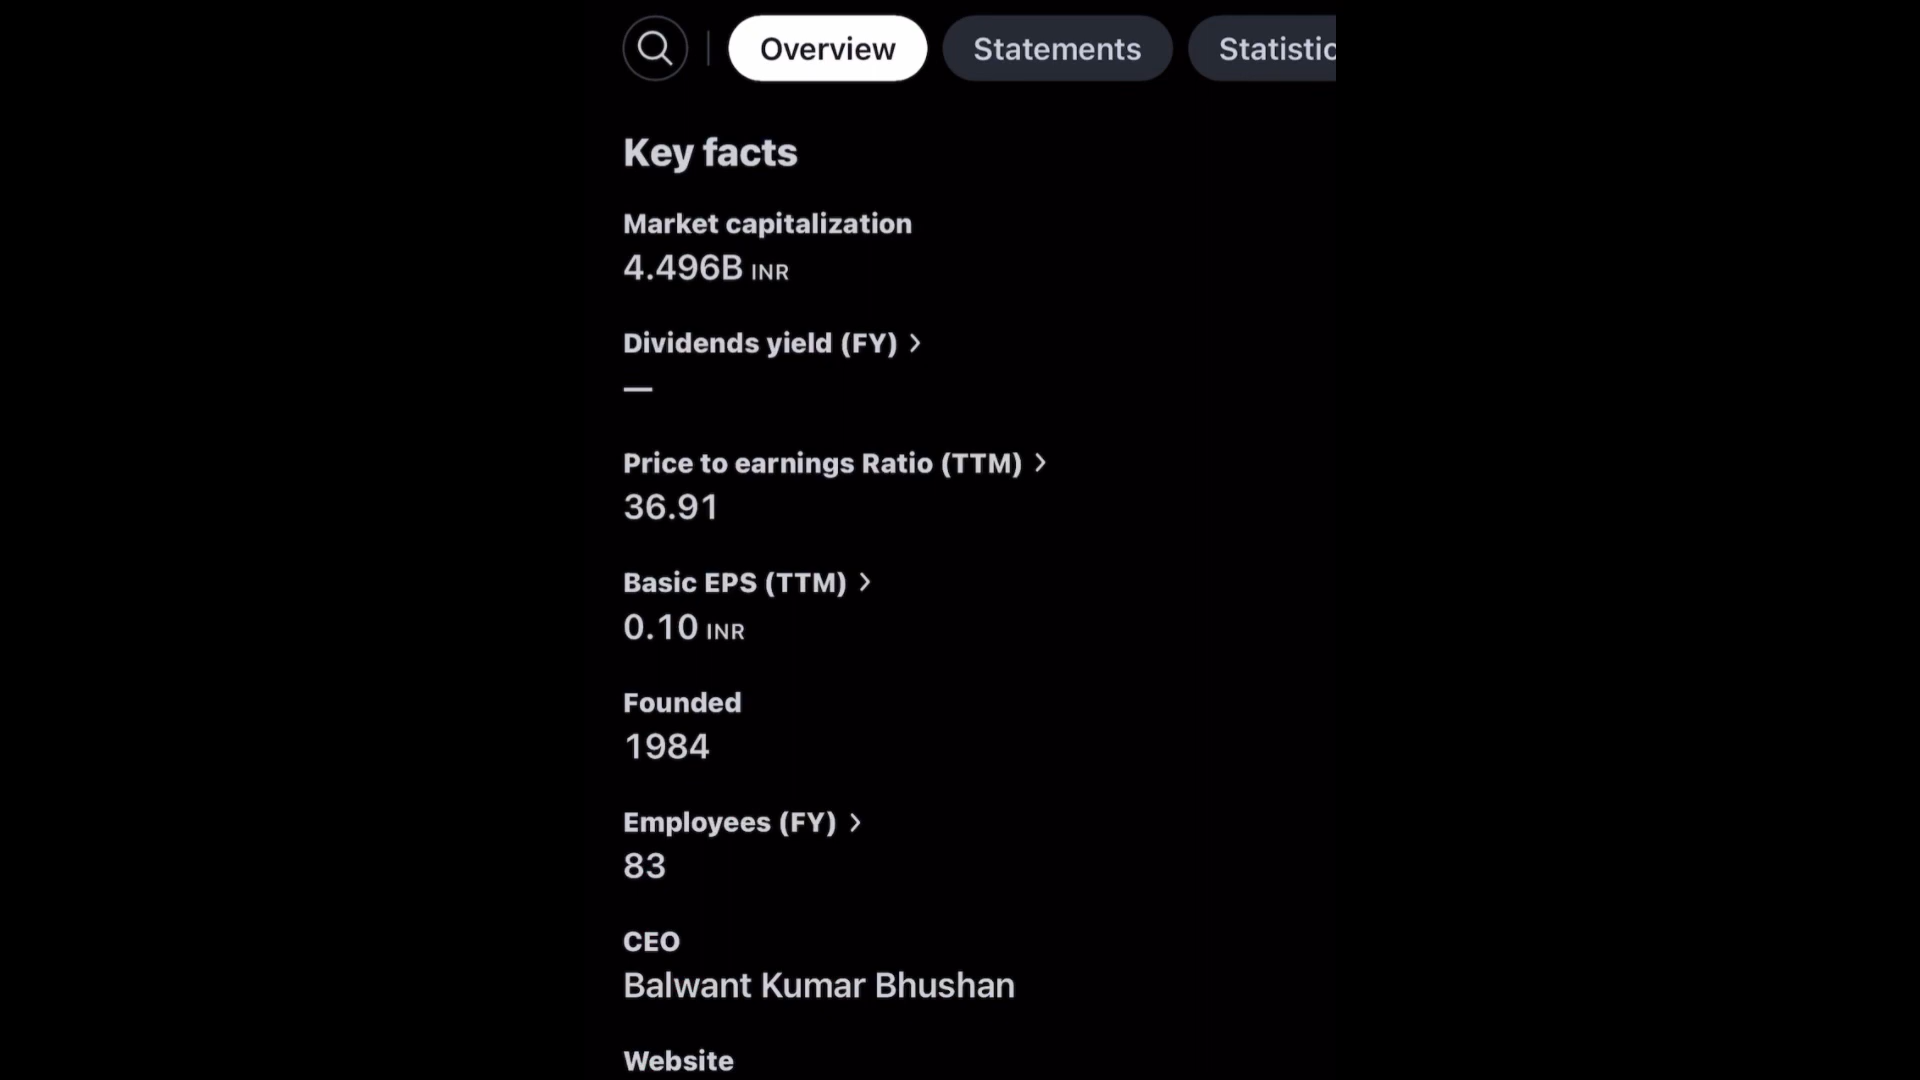 Overview
Statements
Statistic
Key facts
Market capitalization
4.496B INR
Dividends yield (FY) >
—
Price to earnings Ratio (TTM) >
36.91
Basic EPS (TTM) >
0.10 INR
Founded
1984
Employees (FY) >
83
CEO
Balwant Kumar Bhushan
Website